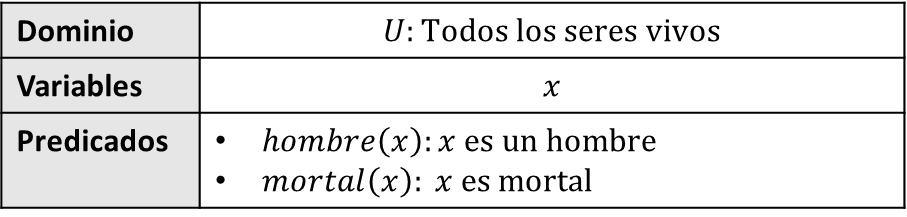 Dominio U: Todos los seres vivos
Variables x
Predicados • hombre(x): x es un hombre
• mortal(x): x es mortal